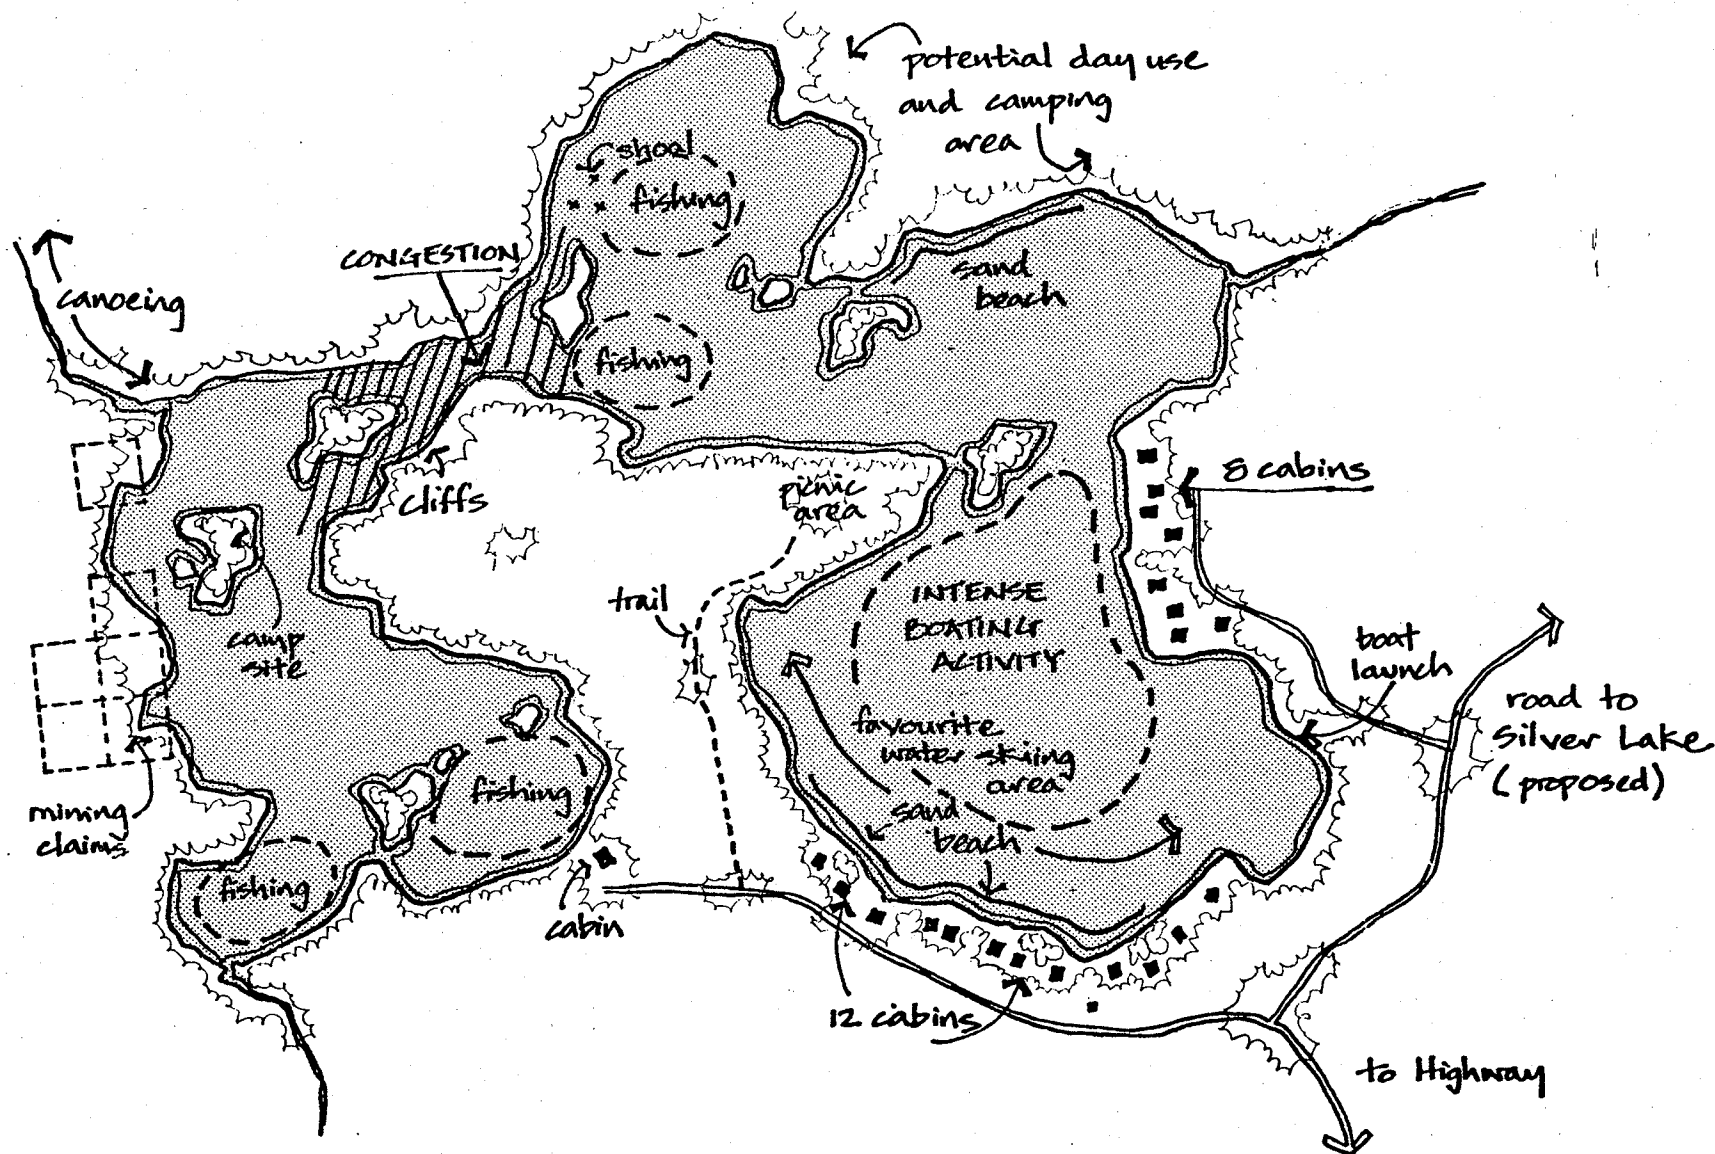 potential day use
and camping
area
shoal
fishing
CONGESTION
canoeing
sand
beach
fishing
8 cabins
cliffs
picnic
area
trail
INTENSE
BOATING
ACTIVITY
camp
site
boat
launch
favourite
water skiing
area
road to
Silver Lake
(proposed)
fishing
sand
beach
mining
claims
fishing
cabin
12 cabins
to Highway